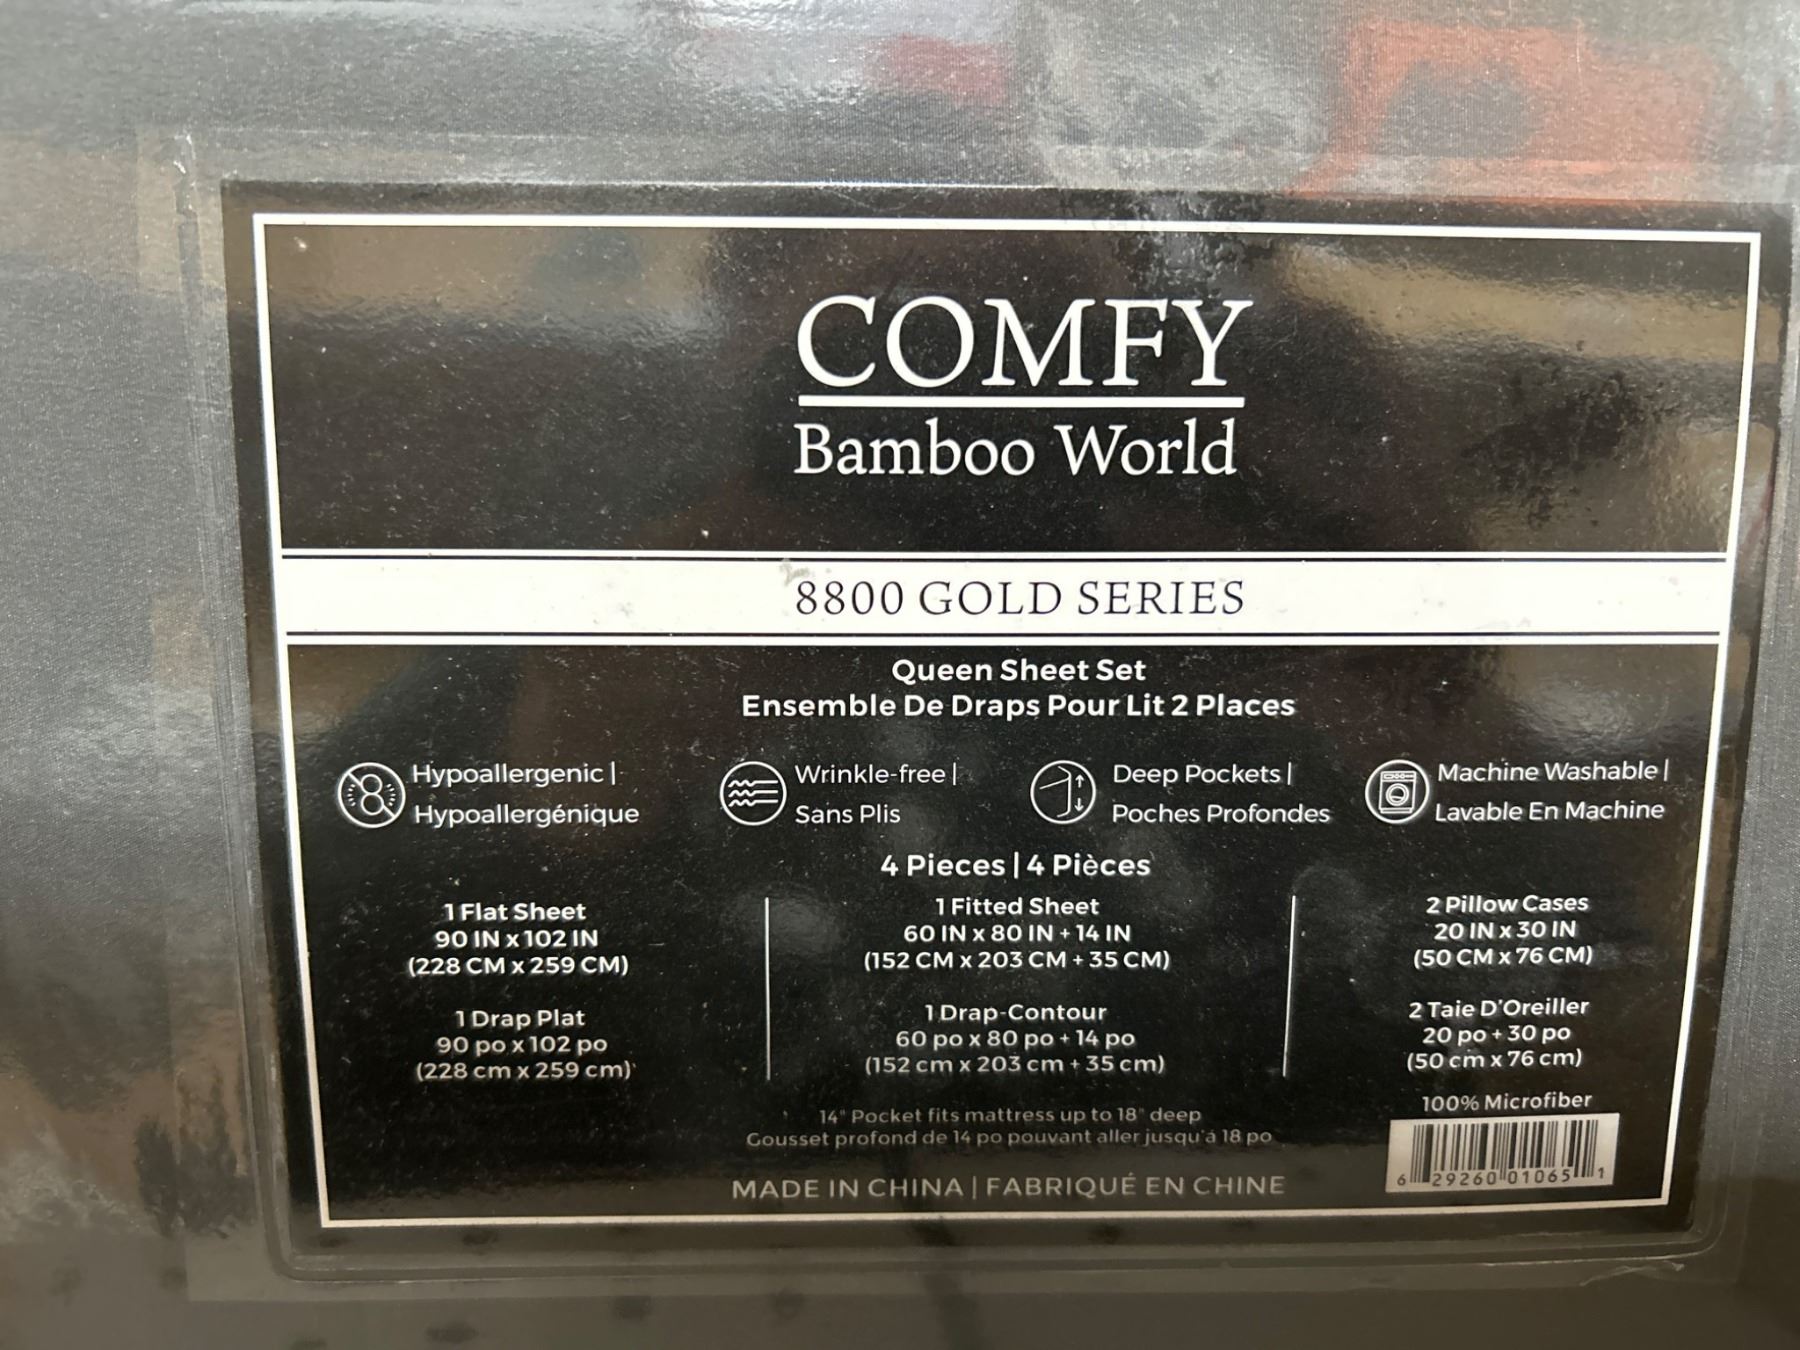 COMFY
Bamboo World
8800 GOLD SERIES
Queen Sheet Set
Ensemble De Draps Pour Lit 2 Places
Hypoallergenic |
Hypoallergénique
Wrinkle-free |
Sans Plis
Deep Pockets |
Poches Profondes
Machine Washable |
Lavable En Machine
4 Pieces | 4 Pièces
1 Flat Sheet
90 IN x 102 IN
(228 CM x 259 CM)
1 Drap Plat
90 po x 102 po
(228 cm x 259 cm)
1 Fitted Sheet
60 IN x 80 IN + 14 IN
(152 CM x 203 CM + 35 CM)
1 Drap-Contour
60 po x 80 po + 14 po
(152 cm x 203 cm + 35 cm)
2 Pillow Cases
20 IN x 30 IN
(50 CM x 76 CM)
2 Taie D'Oreiller
20 po + 30 po
(50 cm x 76 cm)
100% Microfiber
14" Pocket fits mattress up to 18" deep
Gousset profond de 14 po pouvant aller jusqu'á 18 po
MADE IN CHINA | FABRIQUÉ EN CHINE
6 29260 01065 1